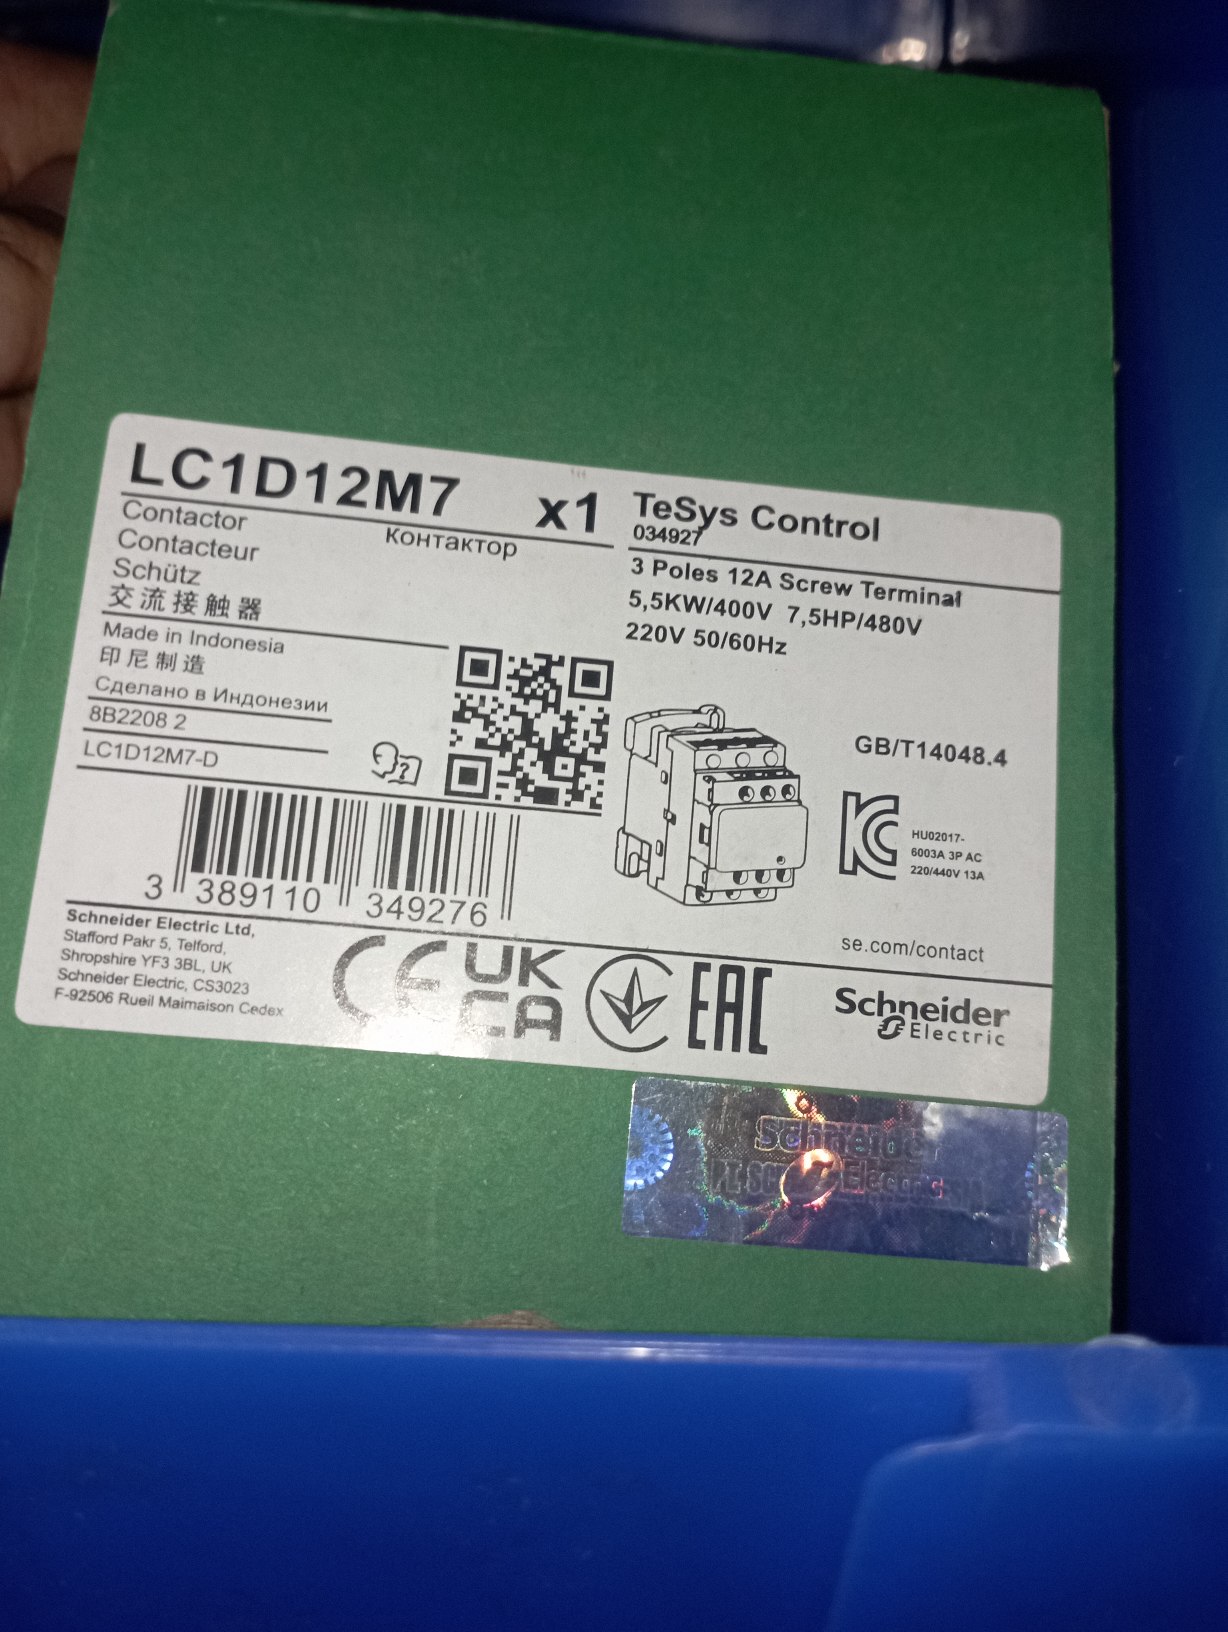 LC1D12M7 x1
Contactor
Контактор
Contacteur
Schütz
交流接触器
Made in Indonesia
印尼制造
Сделано в Индонезии
8B2208 2
LC1D12M7-D
3 389110 349276
Schneider Electric Ltd,
Stafford Pakr 5, Telford,
Shropshire YF3 3BL, UK
Schneider Electric, CS3023
F-92506 Rueil Maimaison Cedex
TeSys Control
034927
3 Poles 12A Screw Terminal
5,5KW/400V 7,5HP/480V
220V 50/60Hz
GB/T14048.4
HU02017-
6003A 3P AC
220/440V 13A
se.com/contact
CE
UK
CA
EAC
Schneider
Electric
Schneider
Electric